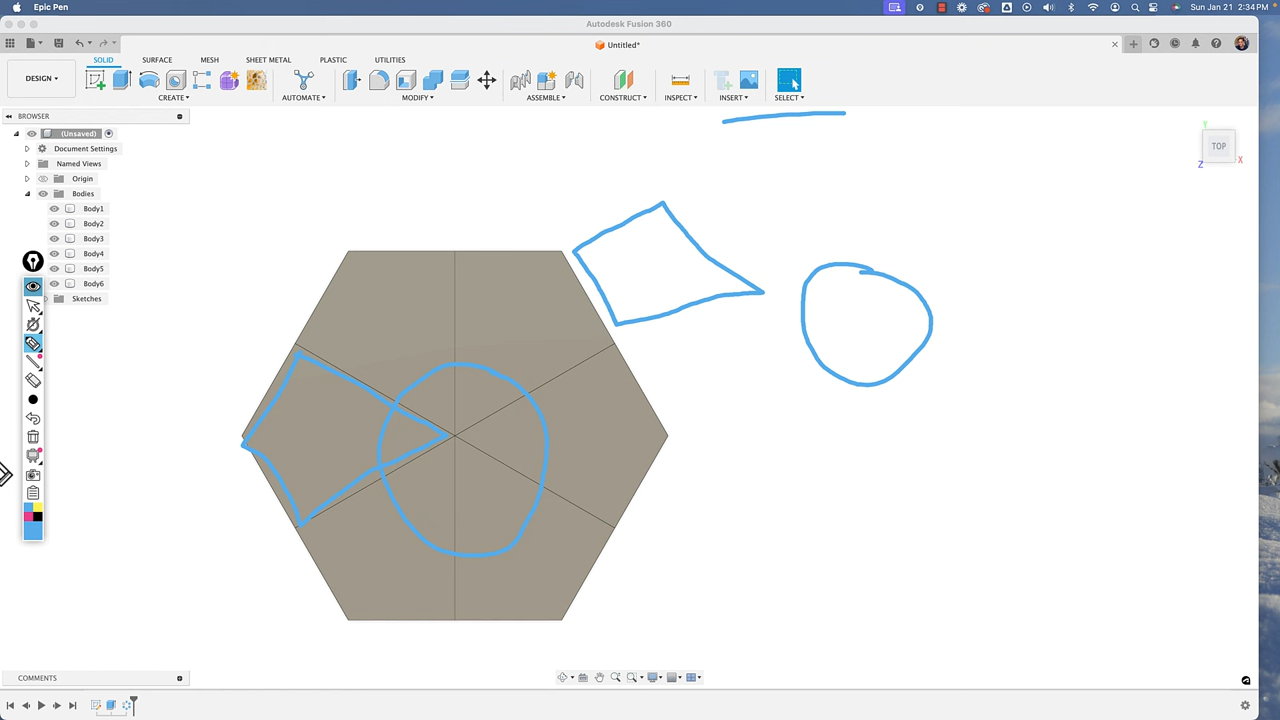 Epic Pen
Sun Jan 21 2:34 PM
Autodesk Fusion 360
Untitled*
SOLID SURFACE MESH SHEET METAL PLASTIC UTILITIES
DESIGN
CREATE AUTOMATE MODIFY ASSEMBLE CONSTRUCT INSPECT INSERT SELECT
BROWSER
(Unsaved)
Document Settings
Named Views
Origin
Bodies
Body1
Body2
Body3
Body4
Body5
Body6
Sketches
Y
TOP
X
Z
COMMENTS